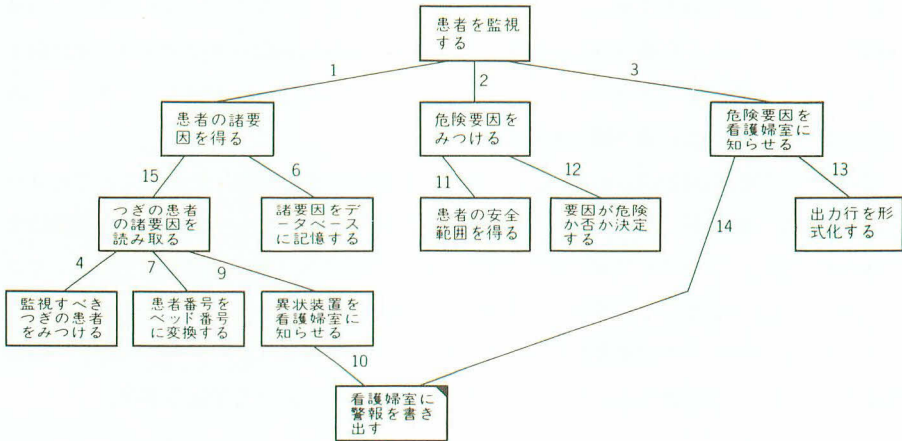 患者を監視
する
1
2
3
患者の諸要
因を得る
危険要因を
みつける
危険要因を
看護婦室に
知らせる
15
6
11
12
14
13
つぎの患者
の諸要因を
読み取る
諸要因をデ
ータベース
に記憶する
患者の安全
範囲を得る
要因が危険
か否か決定
する
出力行を形
式化する
4
7
9
監視すべき
つぎの患者
をみつける
患者番号を
ベッド番号
に変換する
異状装置を
看護婦室に
知らせる
10
看護婦室に
警報を書き
出す